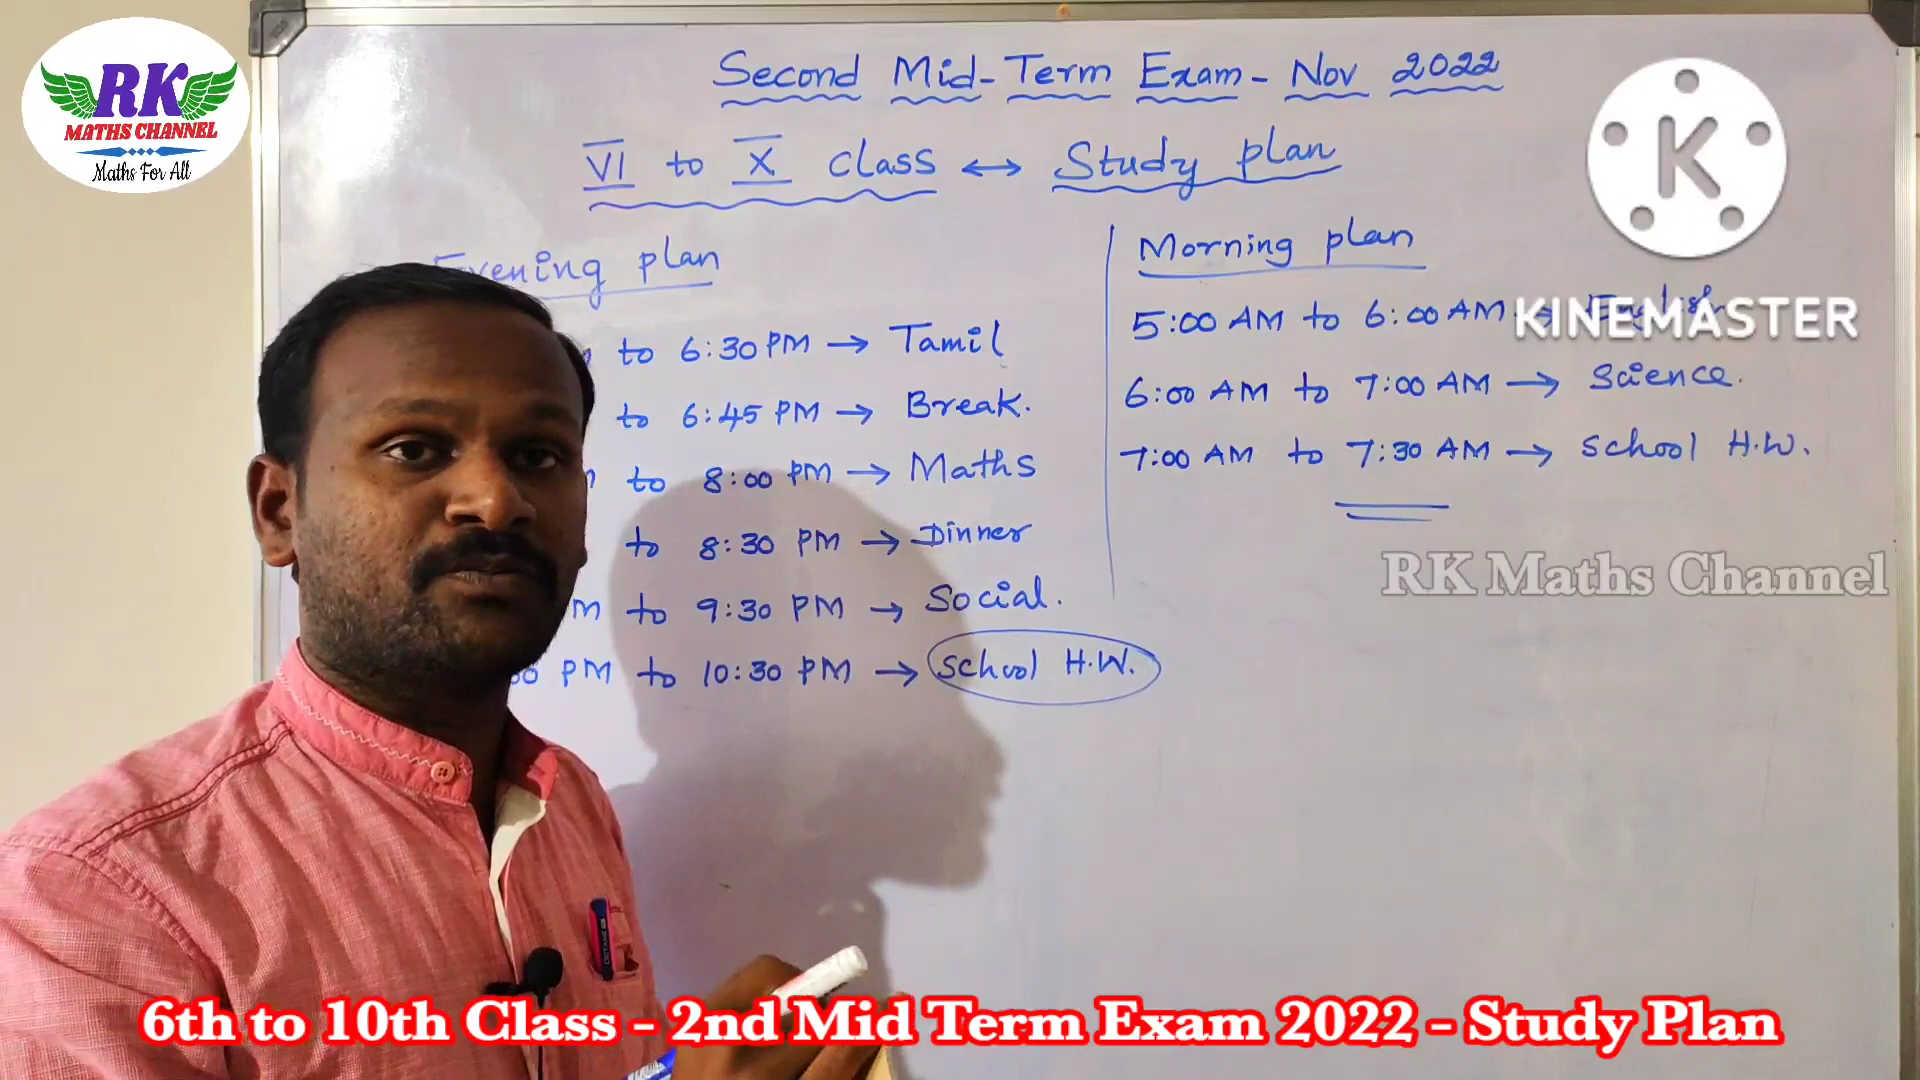 RK
MATHS CHANNEL
Maths For All
Second Mid-Term Exam - Nov 2022
VI to X class ↔ Study plan
Evening plan
to 6:30 PM → Tamil
to 6:45 PM → Break.
to 8:00 PM → Maths
to 8:30 PM → Dinner
to 9:30 PM → Social.
PM to 10:30 PM → School H.W.
Morning plan
5:00 AM to 6:00 AM → English
6:00 AM to 7:00 AM → Science.
7:00 AM to 7:30 AM → School H.W.
K
KINEMASTER
RK Maths Channel
6th to 10th Class - 2nd Mid Term Exam 2022 - Study Plan